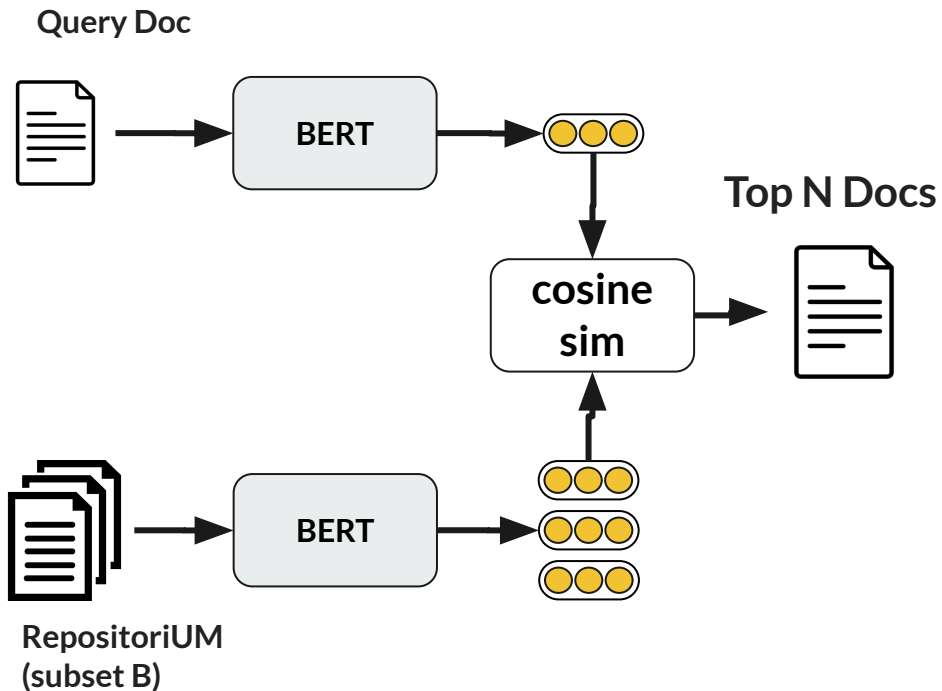 Query Doc
BERT
Top N Docs
cosine
sim
BERT
RepositoriUM
(subset B)